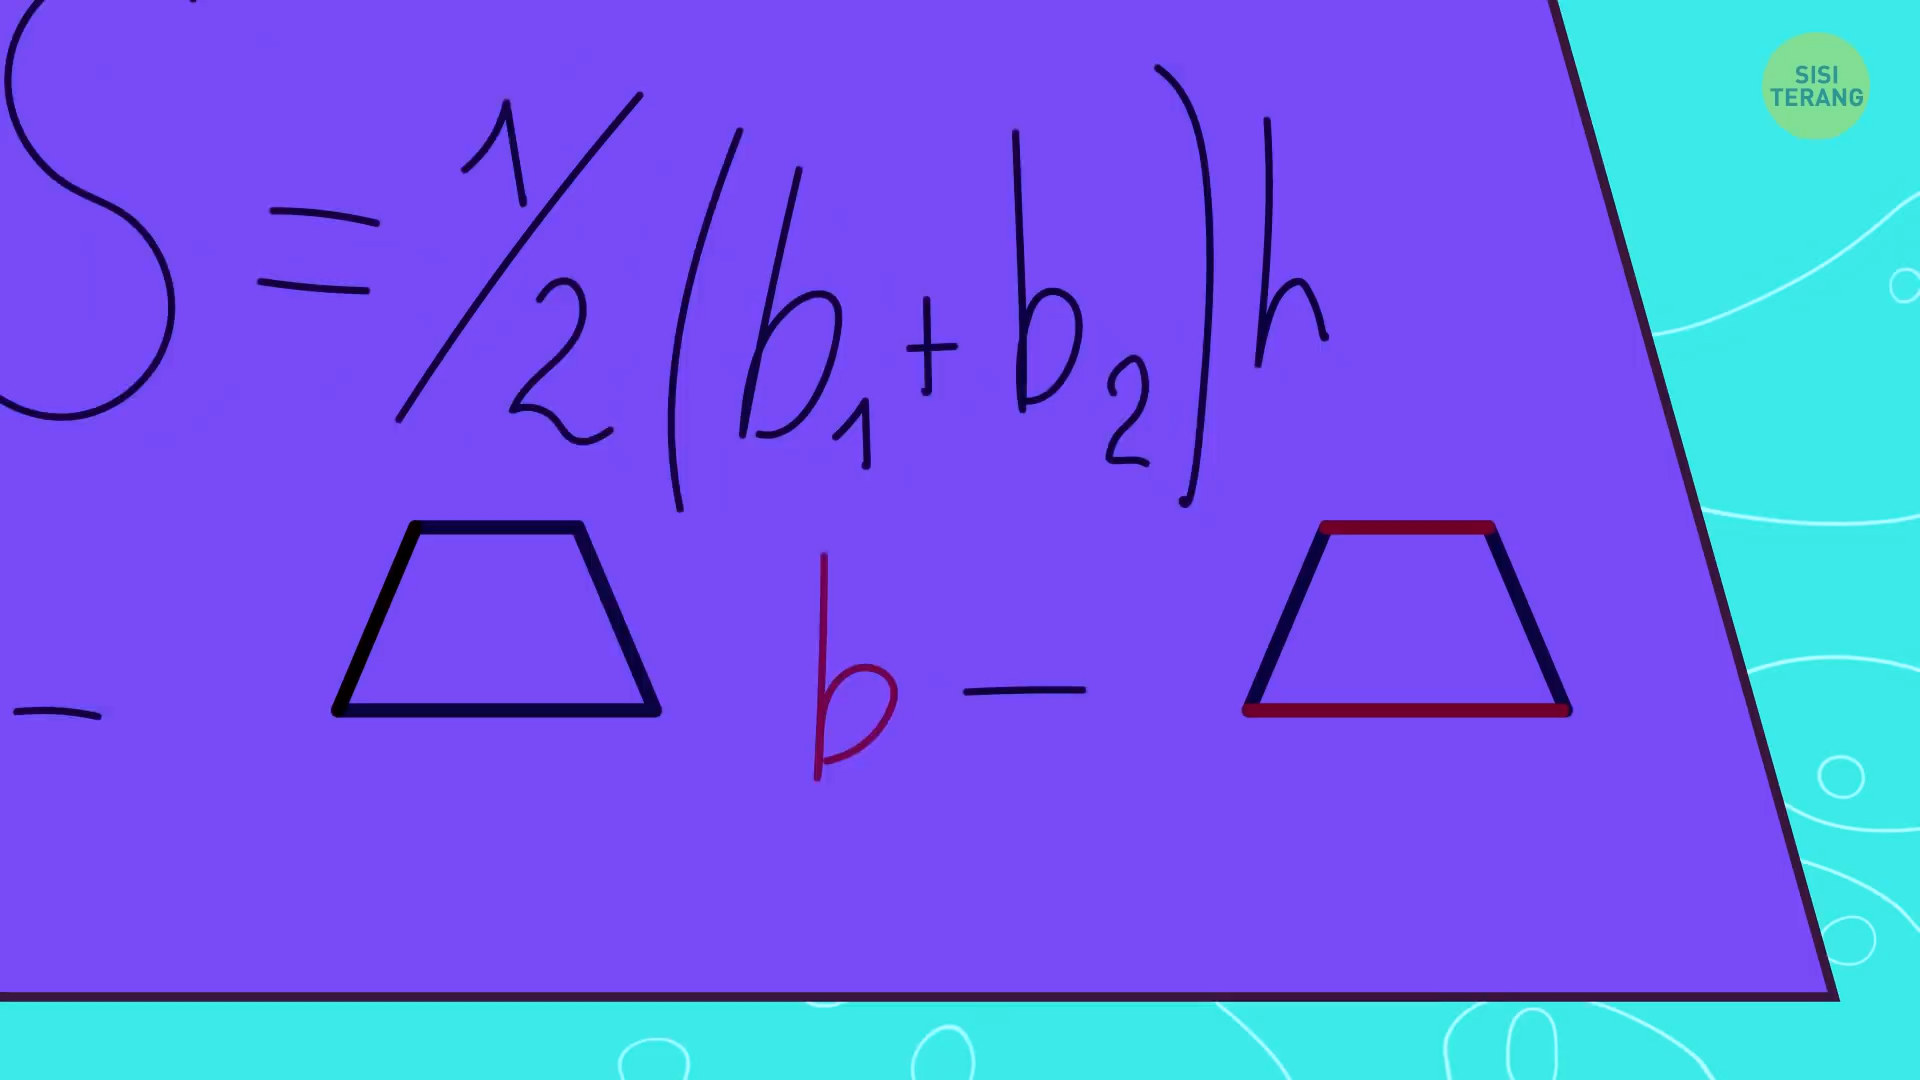 SISI
TERANG
S = 1/2 (b₁ + b₂) h
— b —